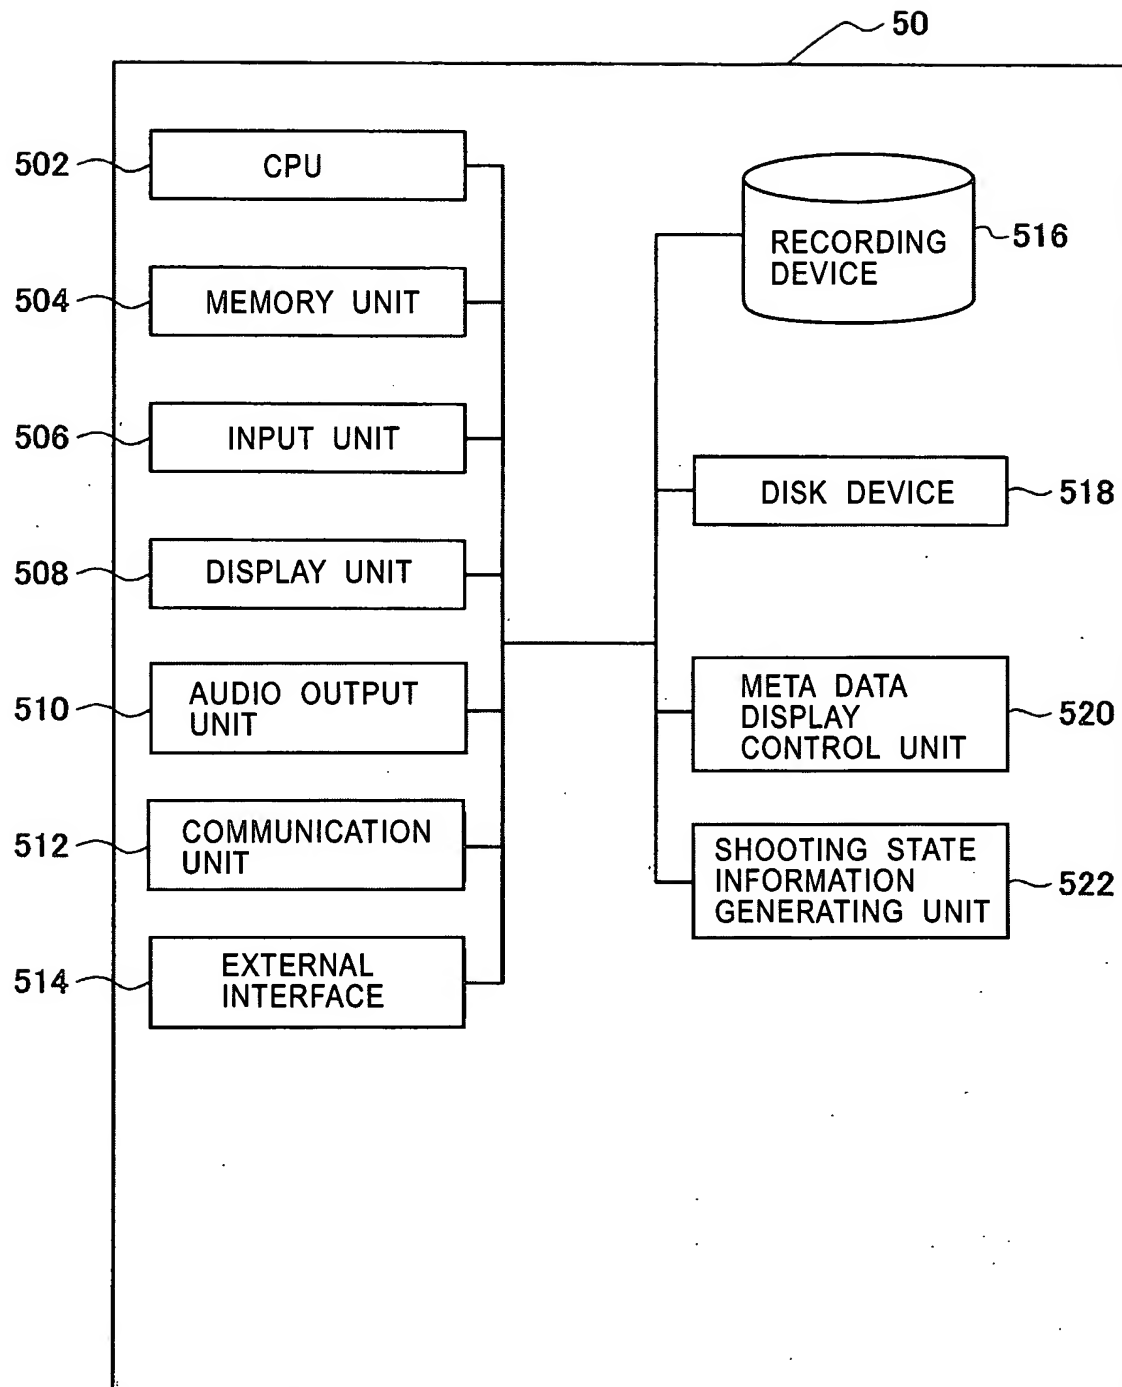 50
502
CPU
504
MEMORY UNIT
506
INPUT UNIT
508
DISPLAY UNIT
510
AUDIO OUTPUT
UNIT
512
COMMUNICATION
UNIT
514
EXTERNAL
INTERFACE
RECORDING
DEVICE
516
DISK DEVICE
518
META DATA
DISPLAY
CONTROL UNIT
520
SHOOTING STATE
INFORMATION
GENERATING UNIT
522